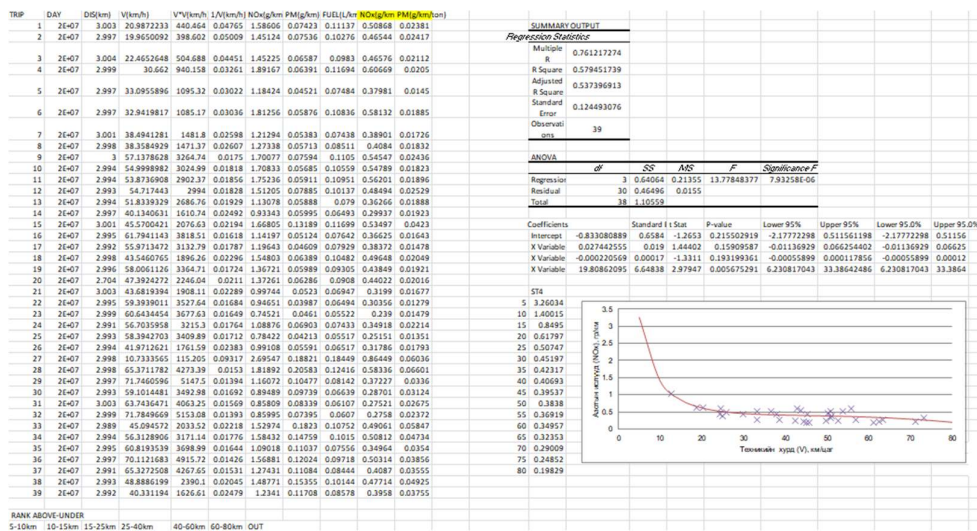 TRIP DAY DIS(km) V(km/h) V*V(km/h 1/V(km/h) NOx(g/km PM(g/km) FUEL(L/km NOx(g/km PM(g/km/ton)
1 2E+07 3.003 20.9872233 440.464 0.04765 1.58606 0.07423 0.11137 0.50868 0.02381
2 2E+07 2.997 19.9650092 398.602 0.05009 1.45124 0.07536 0.10276 0.46544 0.02417
3 2E+07 3.004 22.4652648 504.688 0.04451 1.45225 0.06587 0.0983 0.46576 0.02112
4 2E+07 2.999 30.662 940.158 0.03261 1.89167 0.06391 0.11694 0.60669 0.0205
5 2E+07 2.997 33.0955896 1095.32 0.03022 1.18424 0.04521 0.07484 0.37981 0.0145
6 2E+07 2.997 32.9419817 1085.17 0.03036 1.81256 0.05876 0.10836 0.58132 0.01885
7 2E+07 3.001 38.4941281 1481.8 0.02598 1.21294 0.05383 0.07438 0.38901 0.01726
8 2E+07 2.998 38.3584929 1471.37 0.02607 1.27338 0.05713 0.08511 0.4084 0.01832
9 2E+07 3 57.1378628 3264.74 0.0175 1.70077 0.07594 0.1105 0.54547 0.02436
10 2E+07 2.994 54.9998982 3024.99 0.01818 1.70833 0.05685 0.10559 0.54789 0.01823
11 2E+07 2.994 53.8736908 2902.37 0.01856 1.75236 0.05911 0.10951 0.56201 0.01896
12 2E+07 2.993 54.717443 2994 0.01828 1.51205 0.07885 0.10137 0.48494 0.02529
13 2E+07 2.994 51.8339329 2686.76 0.01929 1.13078 0.05888 0.079 0.36266 0.01888
14 2E+07 2.997 40.1340631 1610.74 0.02492 0.93343 0.05995 0.06493 0.29937 0.01923
15 2E+07 3.001 45.5700421 2076.63 0.02194 1.66805 0.13189 0.11699 0.53497 0.0423
16 2E+07 2.995 61.7941143 3818.51 0.01618 1.14197 0.05124 0.07642 0.36625 0.01643
17 2E+07 2.992 55.9713472 3132.79 0.01787 1.19643 0.04609 0.07929 0.38372 0.01478
18 2E+07 2.998 43.5460765 1896.26 0.02296 1.54803 0.06389 0.10482 0.49648 0.02049
19 2E+07 2.996 58.0061126 3364.71 0.01724 1.36721 0.05989 0.09305 0.43849 0.01921
20 2E+07 2.704 47.3924272 2246.04 0.0211 1.37261 0.06286 0.0908 0.44022 0.02016
21 2E+07 3.003 43.6819394 1908.11 0.02289 0.99744 0.0523 0.06947 0.3199 0.01677
22 2E+07 2.995 59.3939011 3527.64 0.01684 0.94651 0.03987 0.06494 0.30356 0.01279
23 2E+07 2.999 60.6434454 3677.63 0.01649 0.74521 0.0461 0.05522 0.239 0.01479
24 2E+07 2.991 56.7035958 3215.3 0.01764 1.08876 0.06903 0.07433 0.34918 0.02214
25 2E+07 2.993 58.3942703 3409.89 0.01712 0.78422 0.04213 0.05517 0.25151 0.01351
26 2E+07 2.994 41.9712621 1761.59 0.02383 0.99108 0.05591 0.06517 0.31786 0.01793
27 2E+07 2.998 10.7333565 115.205 0.09317 2.69547 0.18821 0.18449 0.86449 0.06036
28 2E+07 2.998 65.3711782 4273.39 0.0153 1.81892 0.20583 0.12416 0.58336 0.06601
29 2E+07 2.997 71.7460596 5147.5 0.01394 1.16072 0.10477 0.08142 0.37227 0.0336
30 2E+07 2.993 59.1014481 3492.98 0.01692 0.89489 0.09739 0.06639 0.28701 0.03124
31 2E+07 3.003 63.7436471 4063.25 0.01569 0.85809 0.08339 0.06107 0.27521 0.02675
32 2E+07 2.999 71.7849669 5153.08 0.01393 0.85995 0.07395 0.0607 0.2758 0.02372
33 2E+07 2.989 45.094572 2033.52 0.02218 1.52974 0.1823 0.10752 0.49061 0.05847
34 2E+07 2.994 56.3128906 3171.14 0.01776 1.58432 0.14759 0.1015 0.50812 0.04734
35 2E+07 2.995 60.8193539 3698.99 0.01644 1.09018 0.11037 0.07556 0.34964 0.0354
36 2E+07 2.997 70.1121683 4915.72 0.01426 1.56881 0.12024 0.09718 0.50314 0.03856
37 2E+07 2.991 65.3272508 4267.65 0.01531 1.27431 0.11084 0.08444 0.4087 0.03555
38 2E+07 2.993 48.8886199 2390.1 0.02045 1.48771 0.15355 0.10144 0.47714 0.04925
39 2E+07 2.992 40.331194 1626.61 0.02479 1.2341 0.11708 0.08578 0.3958 0.03755
RANK ABOVE-UNDER
5-10km 10-15km 15-25km 25-40km 40-60km 60-80km OUT
SUMMARY OUTPUT
Regression Statistics
Multiple
R 0.761217274
R Square 0.579451739
Adjusted
R Square 0.537396913
Standard
Error 0.124493076
Observati
ons 39
ANOVA
df SS MS F Significance F
Regression 3 0.64064 0.21355 13.77848377 7.93258E-06
Residual 30 0.46496 0.0155
Total 38 1.10559
Coefficients Standard E t Stat P-value Lower 95% Upper 95% Lower 95.0% Upper 95.0%
Intercept -0.833080889 0.6584 -1.2653 0.215502919 -2.17772298 0.511561198 -2.17772298 0.51156
X Variable 0.027442555 0.019 1.44402 0.15909587 -0.01136929 0.066254402 -0.01136929 0.06625
X Variable -0.000220569 0.00017 -1.3311 0.193199361 -0.00055899 0.000117856 -0.00055899 0.00012
X Variable 19.80862095 6.64838 2.97947 0.005675291 6.230817043 33.38642486 6.230817043 33.3864
ST4
5 3.26034
10 1.40015
15 0.8495
20 0.61797
25 0.50747
30 0.45197
35 0.42317
40 0.40693
45 0.39537
50 0.3838
55 0.36919
60 0.34957
65 0.32353
70 0.29009
75 0.24852
80 0.19829
3.5
3
2.5
2
1.5
1
0.5
0
0 10 20 30 40 50 60 70 80
Азотын исэлүүд (NOx), гр/км
Техникийн хурд (V), км/цаг